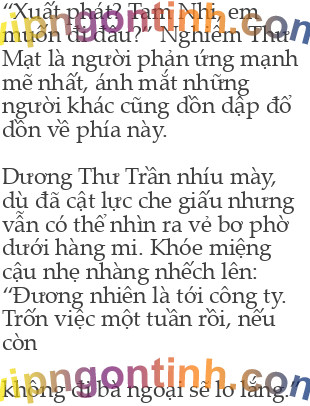 “Xuất phát? Tam Nhi, em
muốn đi đâu?” Nghiêm Thư
Mạt là người phản ứng mạnh
mẽ nhất, ánh mắt những
người khác cũng dồn dập đổ
dồn về phía này.
Dương Thư Trần nhíu mày,
dù đã cật lực che giấu nhưng
vẫn có thể nhìn ra vẻ bơ phờ
dưới hàng mi. Khóe miệng
cậu nhẹ nhàng nhếch lên:
“Đương nhiên là tới công ty.
Trốn việc một tuần rồi, nếu
còn
không đi bà ngoại sẽ lo lắng.”
vipngontinh.com
vipngontinh.com